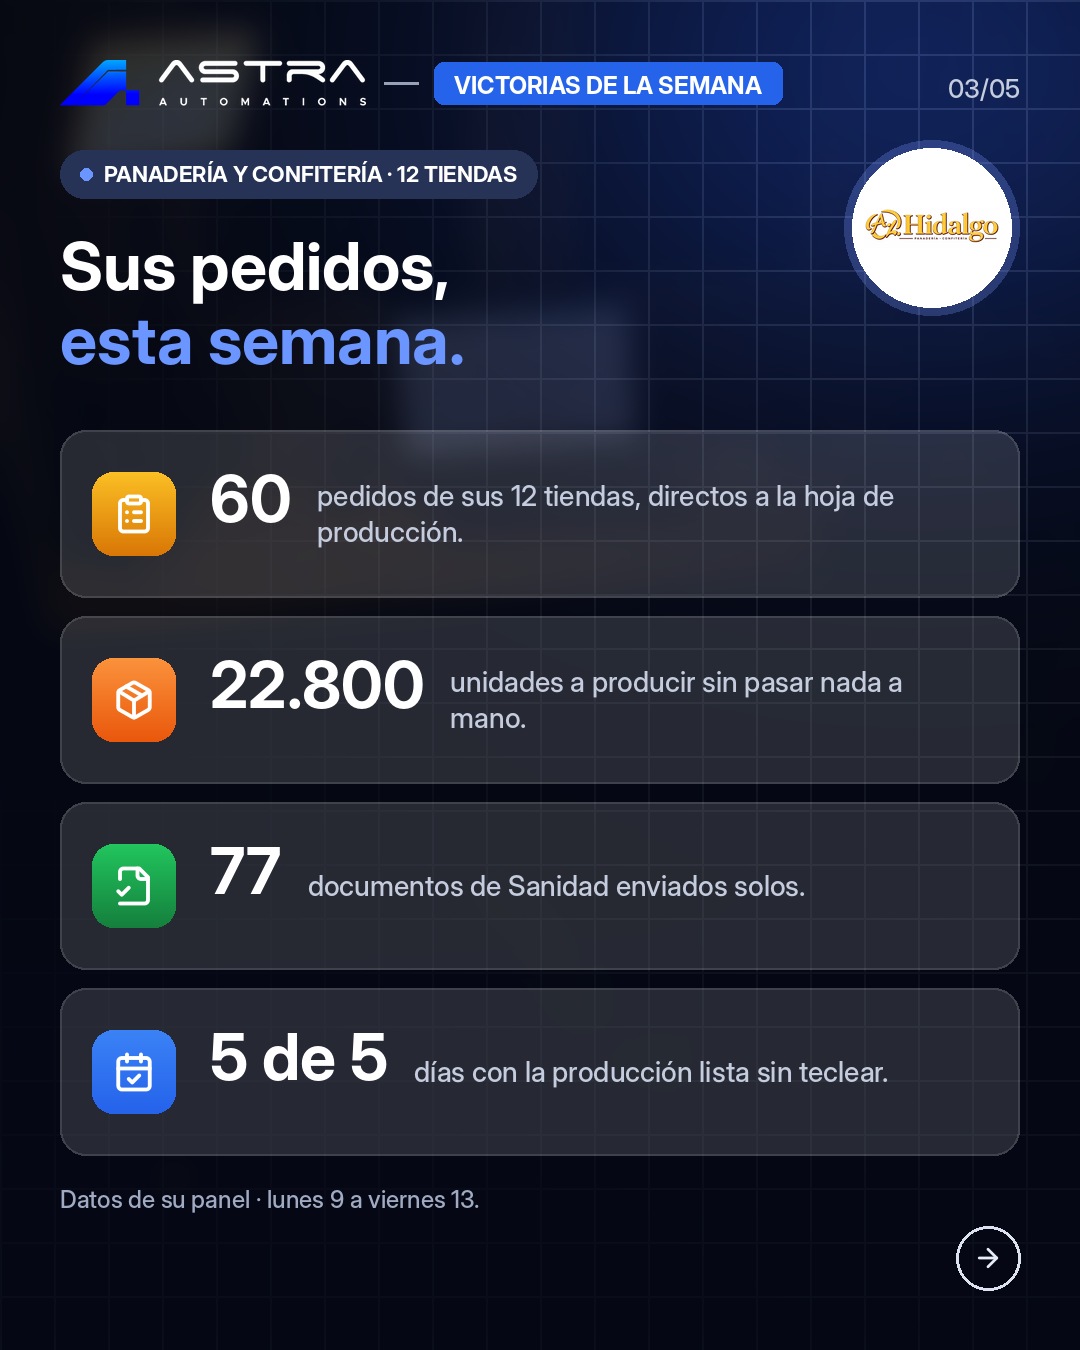 ASTRA
AUTOMATIONS
VICTORIAS DE LA SEMANA
03/05
PANADERÍA Y CONFITERÍA · 12 TIENDAS
Hidalgo
PANADERÍA · CONFITERÍA
Sus pedidos,
esta semana.
60 pedidos de sus 12 tiendas, directos a la hoja de
producción.
22.800 unidades a producir sin pasar nada a
mano.
77 documentos de Sanidad enviados solos.
5 de 5 días con la producción lista sin teclear.
Datos de su panel · lunes 9 a viernes 13.